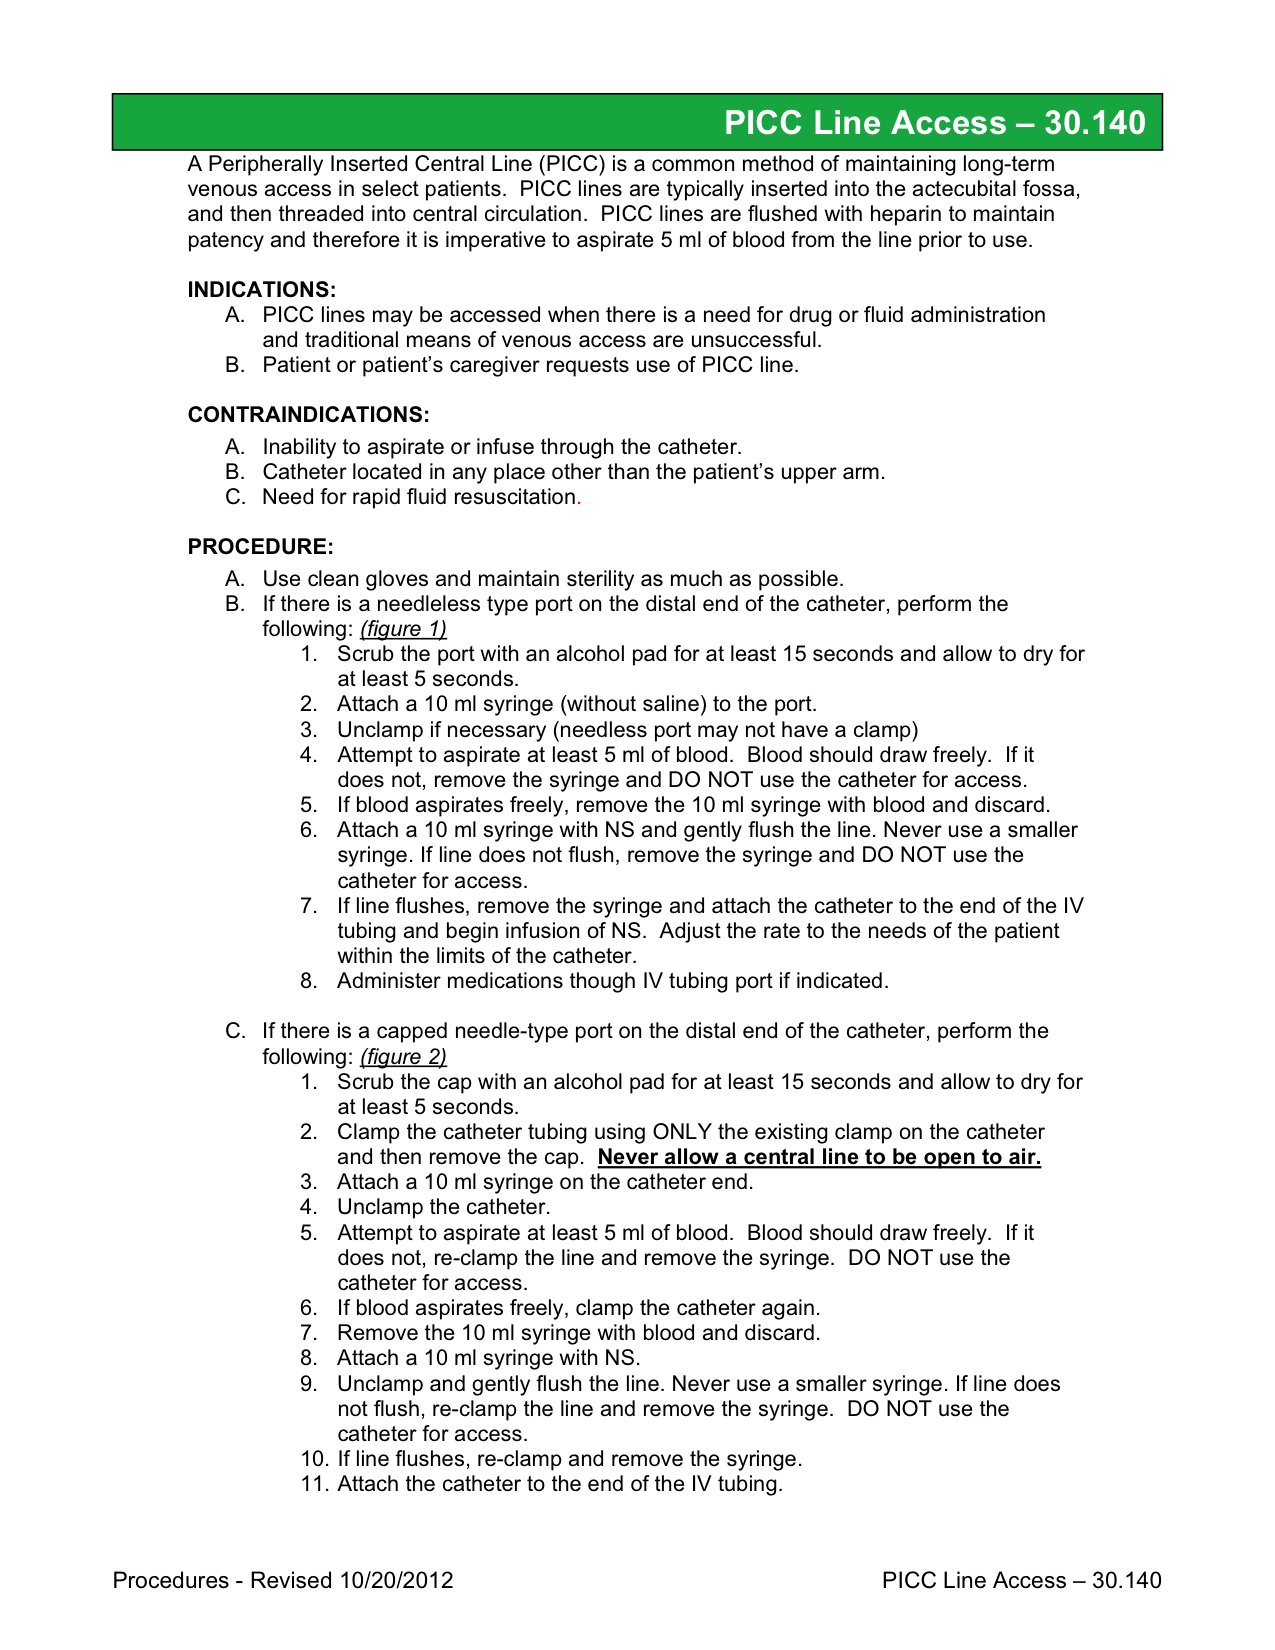 PICC Line Access – 30.140
A Peripherally Inserted Central Line (PICC) is a common method of maintaining long-term
venous access in select patients.  PICC lines are typically inserted into the actecubital fossa,
and then threaded into central circulation.  PICC lines are flushed with heparin to maintain
patency and therefore it is imperative to aspirate 5 ml of blood from the line prior to use.
INDICATIONS:
A. PICC lines may be accessed when there is a need for drug or fluid administration
and traditional means of venous access are unsuccessful.
B. Patient or patient’s caregiver requests use of PICC line.
CONTRAINDICATIONS:
A. Inability to aspirate or infuse through the catheter.
B. Catheter located in any place other than the patient’s upper arm.
C. Need for rapid fluid resuscitation.
PROCEDURE:
A. Use clean gloves and maintain sterility as much as possible.
B. If there is a needleless type port on the distal end of the catheter, perform the
following: (figure 1)
1. Scrub the port with an alcohol pad for at least 15 seconds and allow to dry for
at least 5 seconds.
2. Attach a 10 ml syringe (without saline) to the port.
3. Unclamp if necessary (needless port may not have a clamp)
4. Attempt to aspirate at least 5 ml of blood.  Blood should draw freely.  If it
does not, remove the syringe and DO NOT use the catheter for access.
5. If blood aspirates freely, remove the 10 ml syringe with blood and discard.
6. Attach a 10 ml syringe with NS and gently flush the line. Never use a smaller
syringe. If line does not flush, remove the syringe and DO NOT use the
catheter for access.
7. If line flushes, remove the syringe and attach the catheter to the end of the IV
tubing and begin infusion of NS.  Adjust the rate to the needs of the patient
within the limits of the catheter.
8. Administer medications though IV tubing port if indicated.
C. If there is a capped needle-type port on the distal end of the catheter, perform the
following: (figure 2)
1. Scrub the cap with an alcohol pad for at least 15 seconds and allow to dry for
at least 5 seconds.
2. Clamp the catheter tubing using ONLY the existing clamp on the catheter
and then remove the cap.  Never allow a central line to be open to air.
3. Attach a 10 ml syringe on the catheter end.
4. Unclamp the catheter.
5. Attempt to aspirate at least 5 ml of blood.  Blood should draw freely.  If it
does not, re-clamp the line and remove the syringe.  DO NOT use the
catheter for access.
6. If blood aspirates freely, clamp the catheter again.
7. Remove the 10 ml syringe with blood and discard.
8. Attach a 10 ml syringe with NS.
9. Unclamp and gently flush the line. Never use a smaller syringe. If line does
not flush, re-clamp the line and remove the syringe.  DO NOT use the
catheter for access.
10. If line flushes, re-clamp and remove the syringe.
11. Attach the catheter to the end of the IV tubing.
Procedures - Revised 10/20/2012
PICC Line Access – 30.140